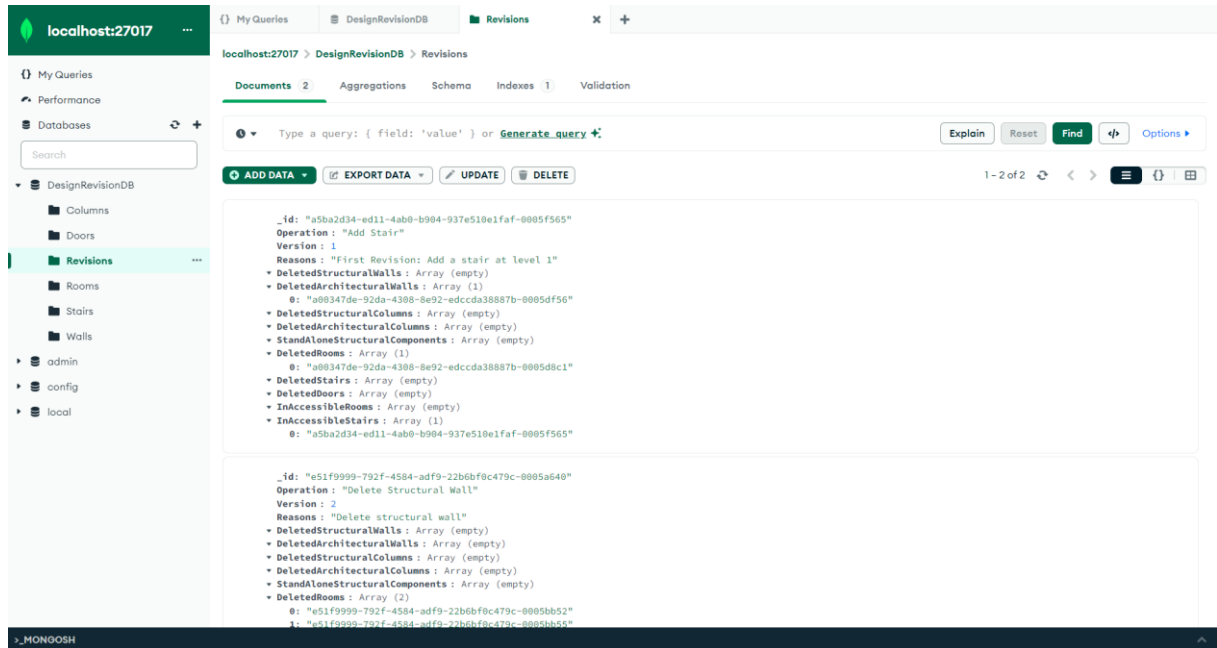 localhost:27017 ...
{} My Queries
Performance
Databases
Search
DesignRevisionDB
Columns
Doors
Revisions ...
Rooms
Stairs
Walls
admin
config
local
{} My Queries DesignRevisionDB Revisions
localhost:27017 > DesignRevisionDB > Revisions
Documents 2 Aggregations Schema Indexes 1 Validation
Type a query: { field: 'value' } or Generate query
Explain Reset Find </> Options
ADD DATA EXPORT DATA UPDATE DELETE 1 – 2 of 2 < > {}
_id: "a5ba2d34-ed11-4ab0-b904-937e510e1faf-0005f565"
Operation : "Add Stair"
Version : 1
Reasons : "First Revision: Add a stair at level 1"
DeletedStructuralWalls : Array (empty)
DeletedArchitecturalWalls : Array (1)
0: "a00347de-92da-4308-8e92-edccda38887b-0005df56"
DeletedStructuralColumns : Array (empty)
DeletedArchitecturalColumns : Array (empty)
StandAloneStructuralComponents : Array (empty)
DeletedRooms : Array (1)
0: "a00347de-92da-4308-8e92-edccda38887b-0005d8c1"
DeletedStairs : Array (empty)
DeletedDoors : Array (empty)
InAccessibleRooms : Array (empty)
InAccessibleStairs : Array (1)
0: "a5ba2d34-ed11-4ab0-b904-937e510e1faf-0005f565"
_id: "e51f9999-792f-4584-adf9-22b6bf0c479c-0005a640"
Operation : "Delete Structural Wall"
Version : 2
Reasons : "Delete structural wall"
DeletedStructuralWalls : Array (empty)
DeletedArchitecturalWalls : Array (empty)
DeletedStructuralColumns : Array (empty)
DeletedArchitecturalColumns : Array (empty)
StandAloneStructuralComponents : Array (empty)
DeletedRooms : Array (2)
0: "e51f9999-792f-4584-adf9-22b6bf0c479c-0005bb52"
1: "e51f9999-792f-4584-adf9-22b6bf0c479c-0005bb55"
>_MONGOSH